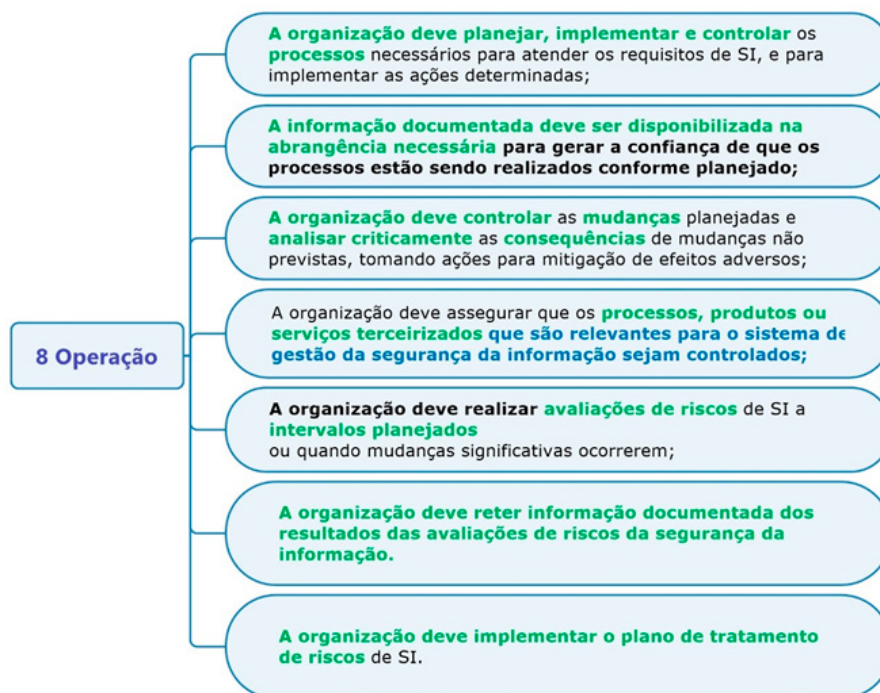 8 Operação
A organização deve planejar, implementar e controlar os
processos necessários para atender os requisitos de SI, e para
implementar as ações determinadas;
A informação documentada deve ser disponibilizada na
abrangência necessária para gerar a confiança de que os
processos estão sendo realizados conforme planejado;
A organização deve controlar as mudanças planejadas e
analisar criticamente as consequências de mudanças não
previstas, tomando ações para mitigação de efeitos adversos;
A organização deve assegurar que os processos, produtos ou
serviços terceirizados que são relevantes para o sistema de
gestão da segurança da informação sejam controlados;
A organização deve realizar avaliações de riscos de SI a
intervalos planejados
ou quando mudanças significativas ocorrerem;
A organização deve reter informação documentada dos
resultados das avaliações de riscos da segurança da
informação.
A organização deve implementar o plano de tratamento
de riscos de SI.